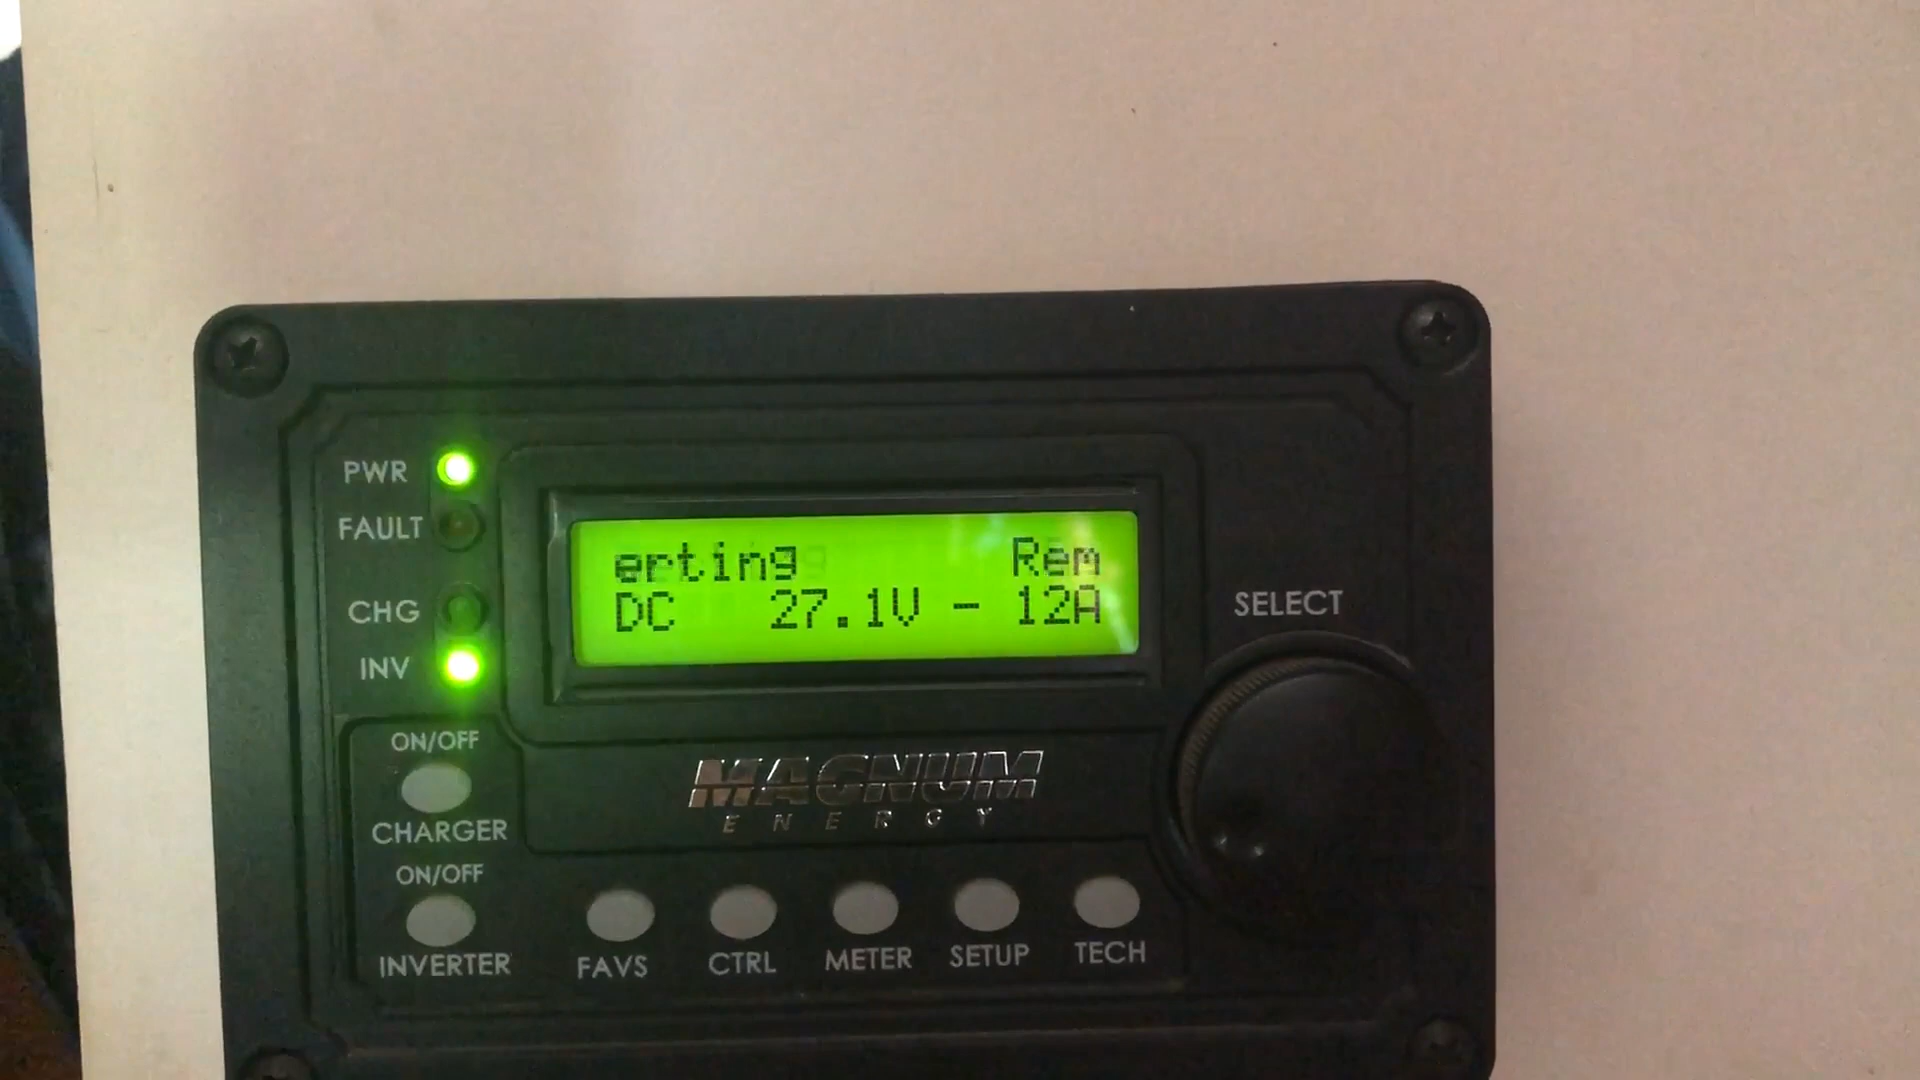 PWR
FAULT
CHG
INV
erting Rem
DC 27.1V - 12A
SELECT
ON/OFF
CHARGER
ON/OFF
INVERTER
MAGNUM
ENERGY
FAVS CTRL METER SETUP TECH